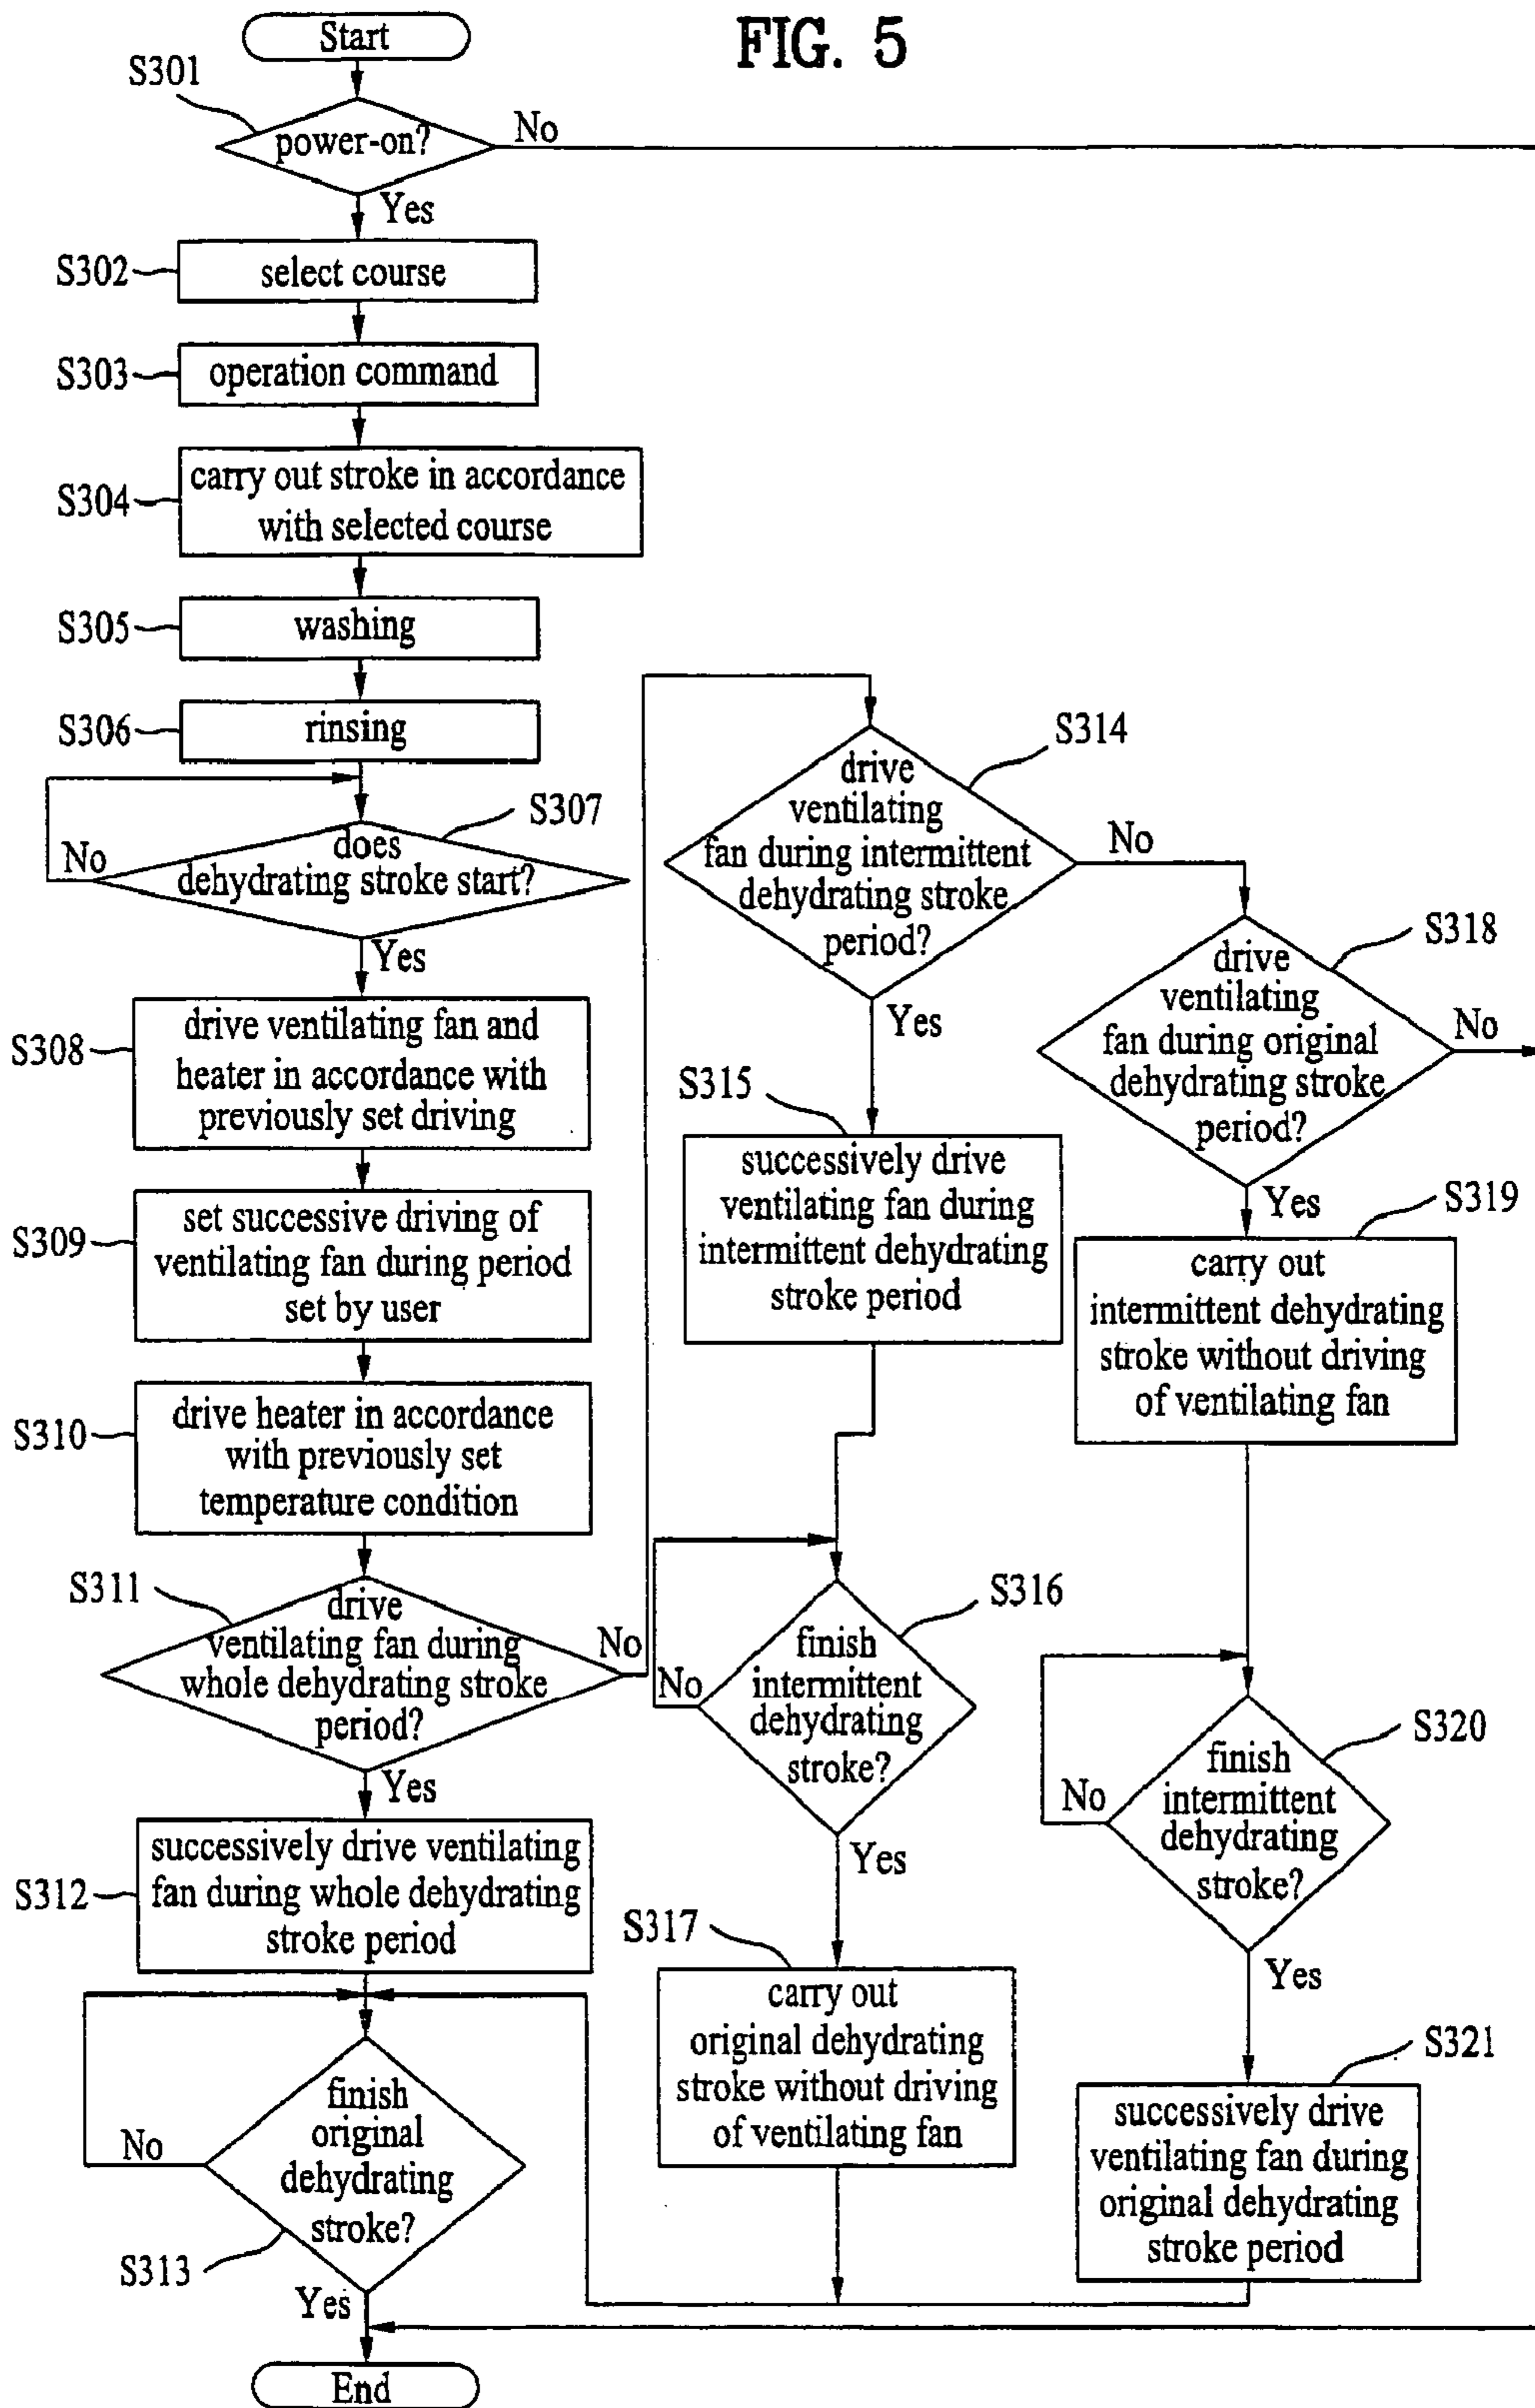 FIG. 5
Start
S301
power-on?
No
Yes
S302
select course
S303
operation command
S304
carry out stroke in accordance
with selected course
S305
washing
S306
rinsing
S307
does
dehydrating stroke start?
No
Yes
S308
drive ventilating fan and
heater in accordance with
previously set driving
S309
set successive driving of
ventilating fan during period
set by user
S310
drive heater in accordance
with previously set
temperature condition
S311
drive
ventilating fan during
whole dehydrating stroke
period?
No
Yes
S312
successively drive ventilating
fan during whole dehydrating
stroke period
finish
original
dehydrating
stroke?
No
S313
Yes
End
S314
drive
ventilating
fan during intermittent
dehydrating stroke
period?
No
Yes
S315
successively drive
ventilating fan during
intermittent dehydrating
stroke period
S316
finish
intermittent
dehydrating
stroke?
No
Yes
S317
carry out
original dehydrating
stroke without driving
of ventilating fan
S318
drive
ventilating
fan during original
dehydrating stroke
period?
No
Yes
S319
carry out
intermittent dehydrating
stroke without driving
of ventilating fan
S320
finish
intermittent
dehydrating
stroke?
No
Yes
S321
successively drive
ventilating fan during
original dehydrating
stroke period